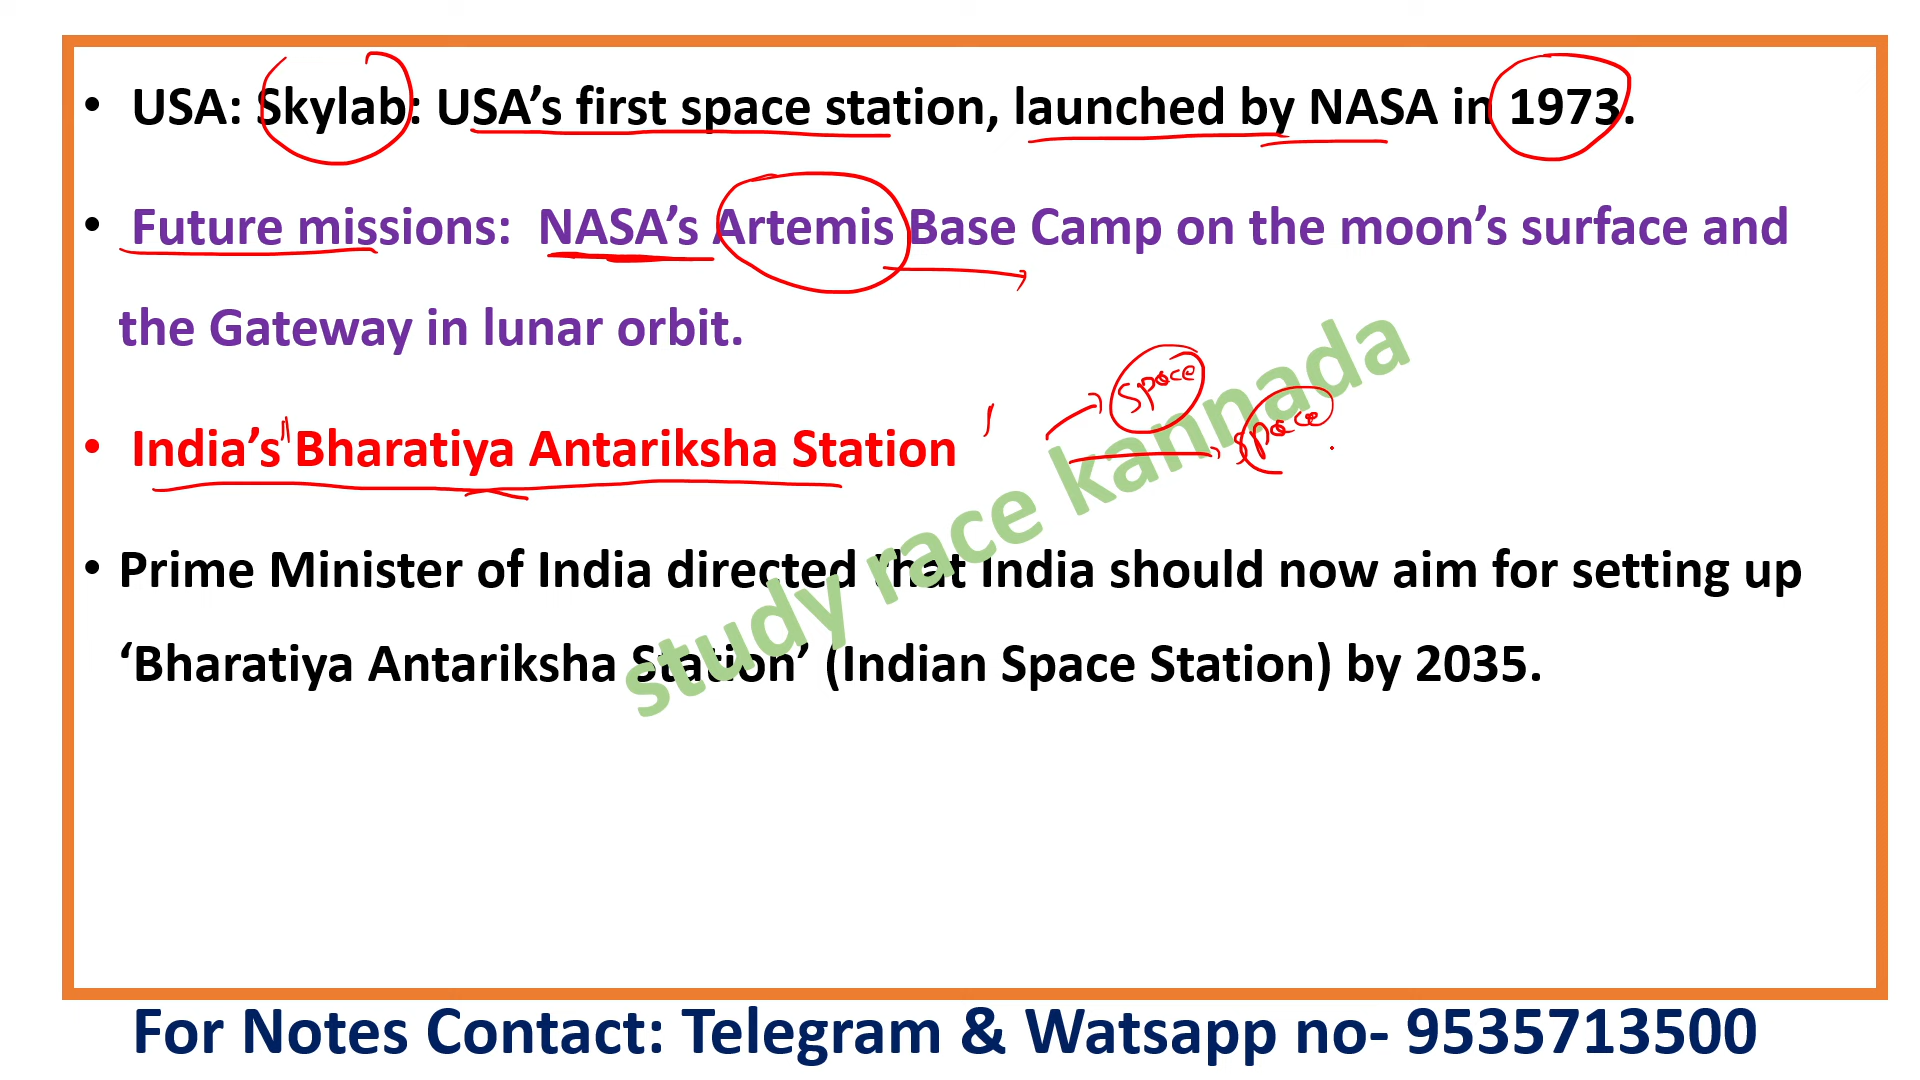 • USA: Skylab: USA’s first space station, launched by NASA in 1973.
• Future missions: NASA’s Artemis Base Camp on the moon’s surface and
the Gateway in lunar orbit.
space
space
• India’s Bharatiya Antariksha Station
• Prime Minister of India directed that India should now aim for setting up
‘Bharatiya Antariksha Station’ (Indian Space Station) by 2035.
study race kannada
For Notes Contact: Telegram & Watsapp no- 9535713500